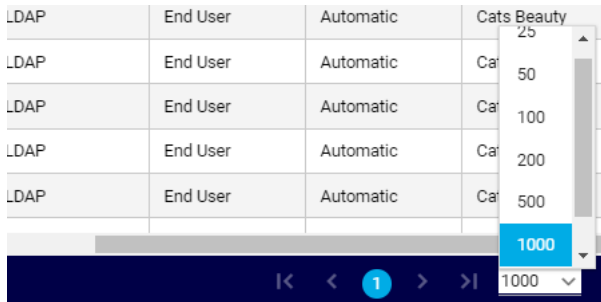 LDAP End User Automatic Cats Beauty
25
LDAP End User Automatic Cat
50
LDAP End User Automatic Cat
100
LDAP End User Automatic Cat
200
LDAP End User Automatic Cat
500
1000
1 1000